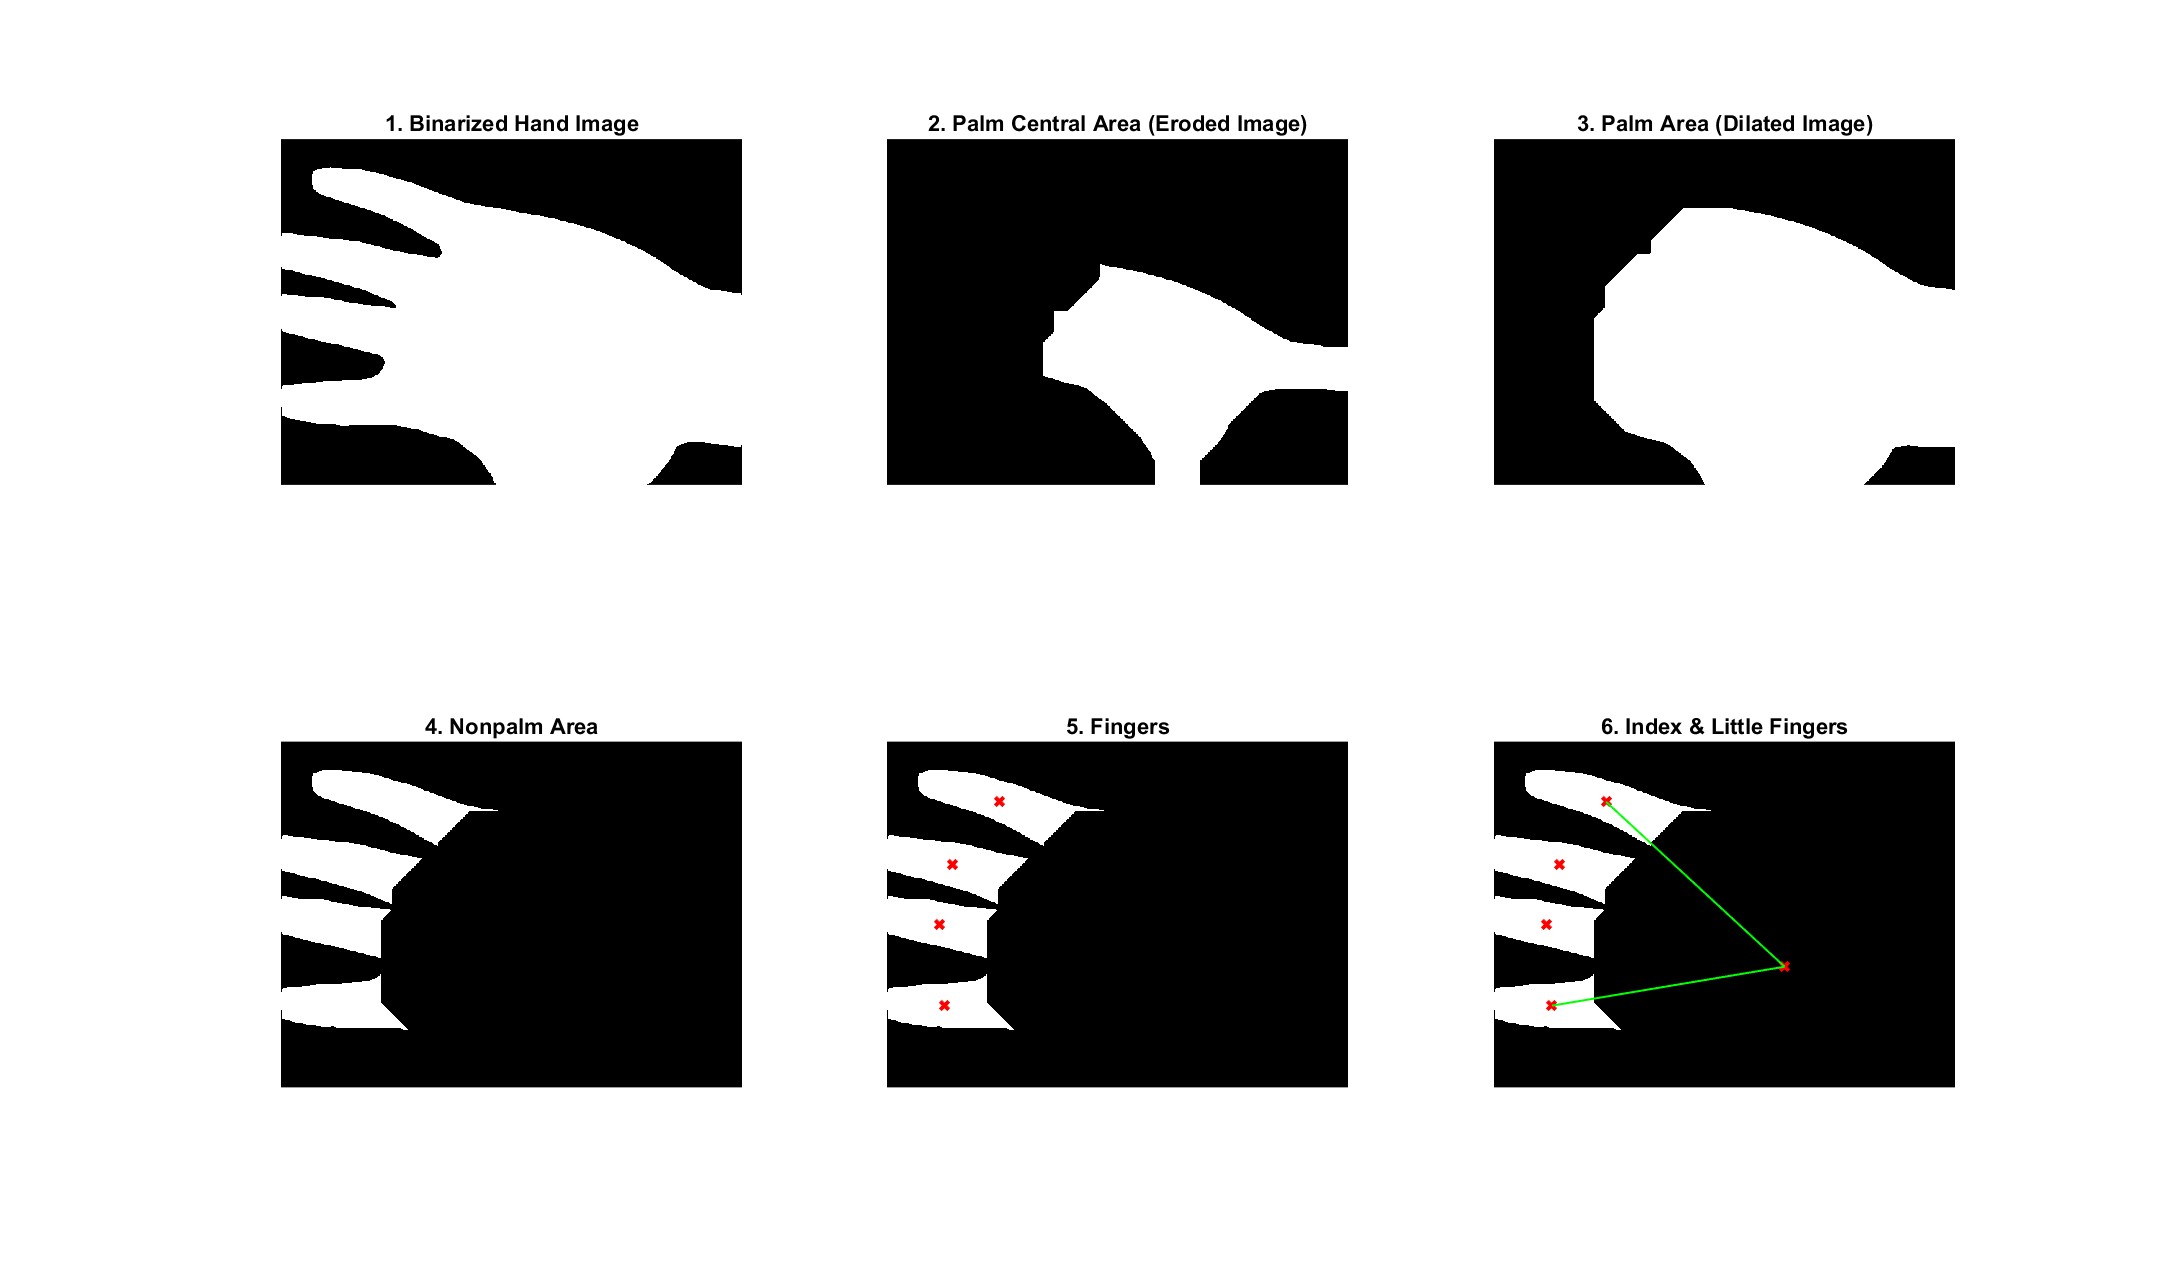 1. Binarized Hand Image
2. Palm Central Area (Eroded Image)
3. Palm Area (Dilated Image)
4. Nonpalm Area
5. Fingers
6. Index & Little Fingers